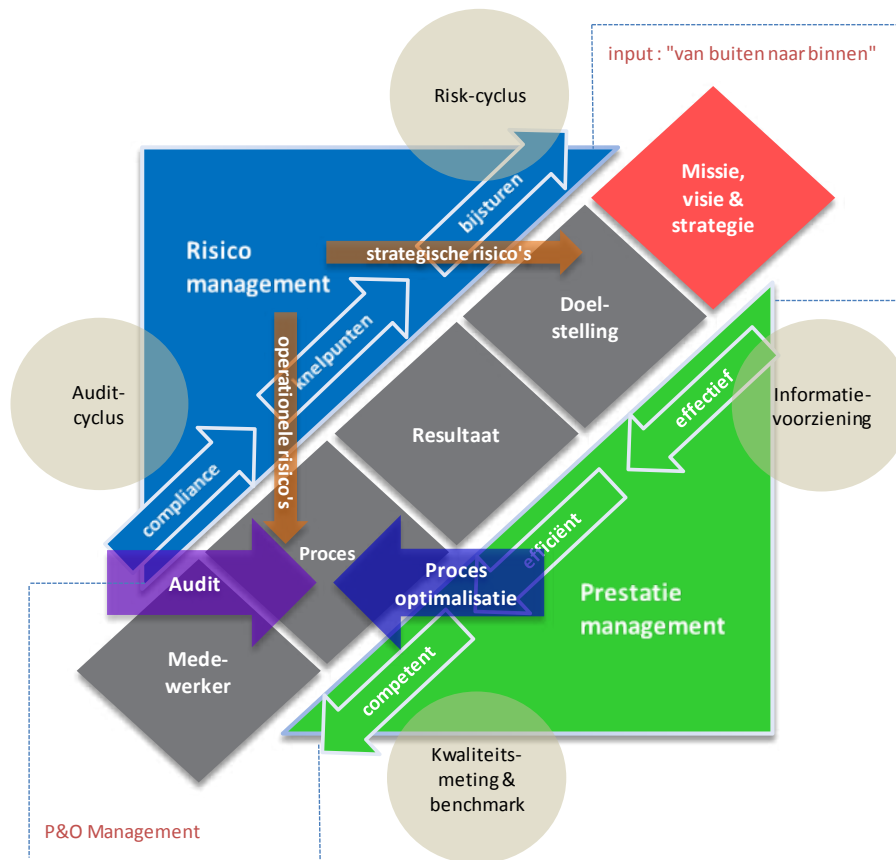 input : "van buiten naar binnen"
Risk-cyclus
Missie,
visie &
strategie
bijsturen
Risico
management
strategische risico's
Doel-
stelling
knelpunten
operationele risico's
Audit-
cyclus
effectief
Informatie-
voorziening
Resultaat
compliance
efficiënt
Proces
Audit
Proces
optimalisatie
Prestatie
management
Mede-
werker
competent
Kwaliteits-
meting &
benchmark
P&O Management